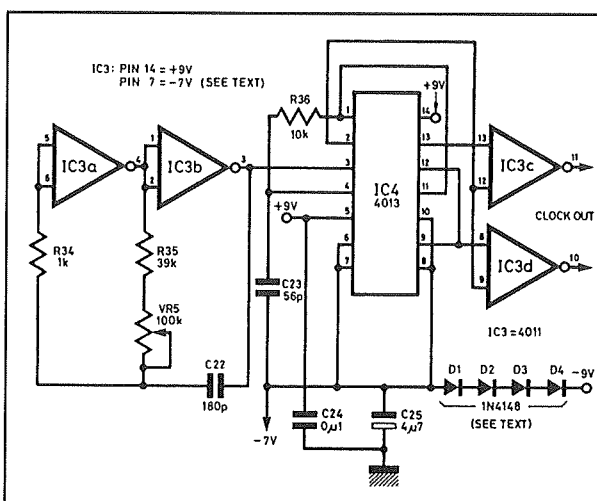 IC3: PIN 14 = +9V
PIN 7 = -7V (SEE TEXT)
R36
10k
+9V
1
14
2
13
3
12
4
11
5
10
6
9
7
8
IC4
4013
5
6
IC3a
4
1
2
IC3b
3
13
12
IC3c
11
CLOCK OUT
8
9
IC3d
10
IC3 = 4011
+9V
R34
1k
R35
39k
VR5
100k
C22
180p
C23
56p
-7V
C24
0µ1
C25
4µ7
D1 D2 D3 D4
-9V
1N4148
(SEE TEXT)